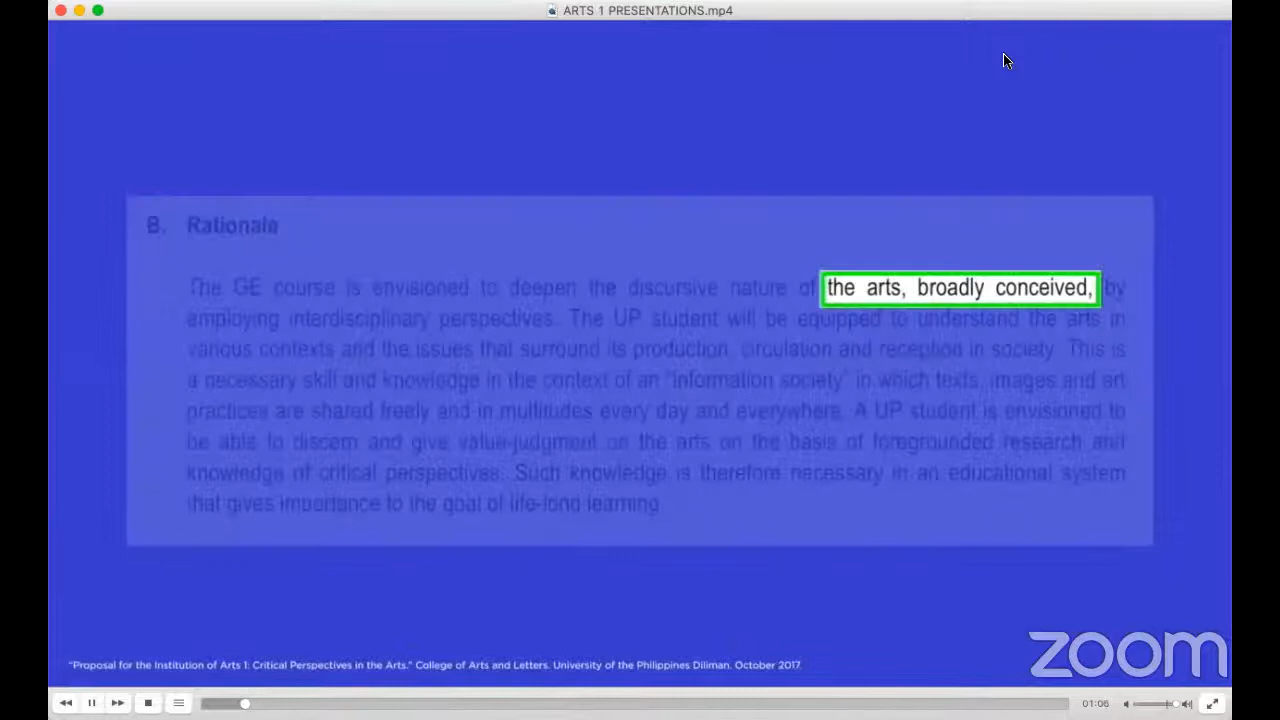 ARTS 1 PRESENTATIONS.mp4
B. Rationale
The GE course is envisioned to deepen the discursive nature of the arts, broadly conceived, by
employing interdisciplinary perspectives. The UP student will be equipped to understand the arts in
various contexts and the issues that surround its production, circulation and reception in society. This is
a necessary skill and knowledge in the context of an "information society" in which texts, images and art
practices are shared freely and in multitudes every day and everywhere. A UP student is envisioned to
be able to discern and give value-judgment on the arts on the basis of foregrounded research and
knowledge of critical perspectives. Such knowledge is therefore necessary in an educational system
that gives importance to the goal of life-long learning.
"Proposal for the Institution of Arts 1: Critical Perspectives in the Arts." College of Arts and Letters. University of the Philippines Diliman. October 2017.
zoom
01:06